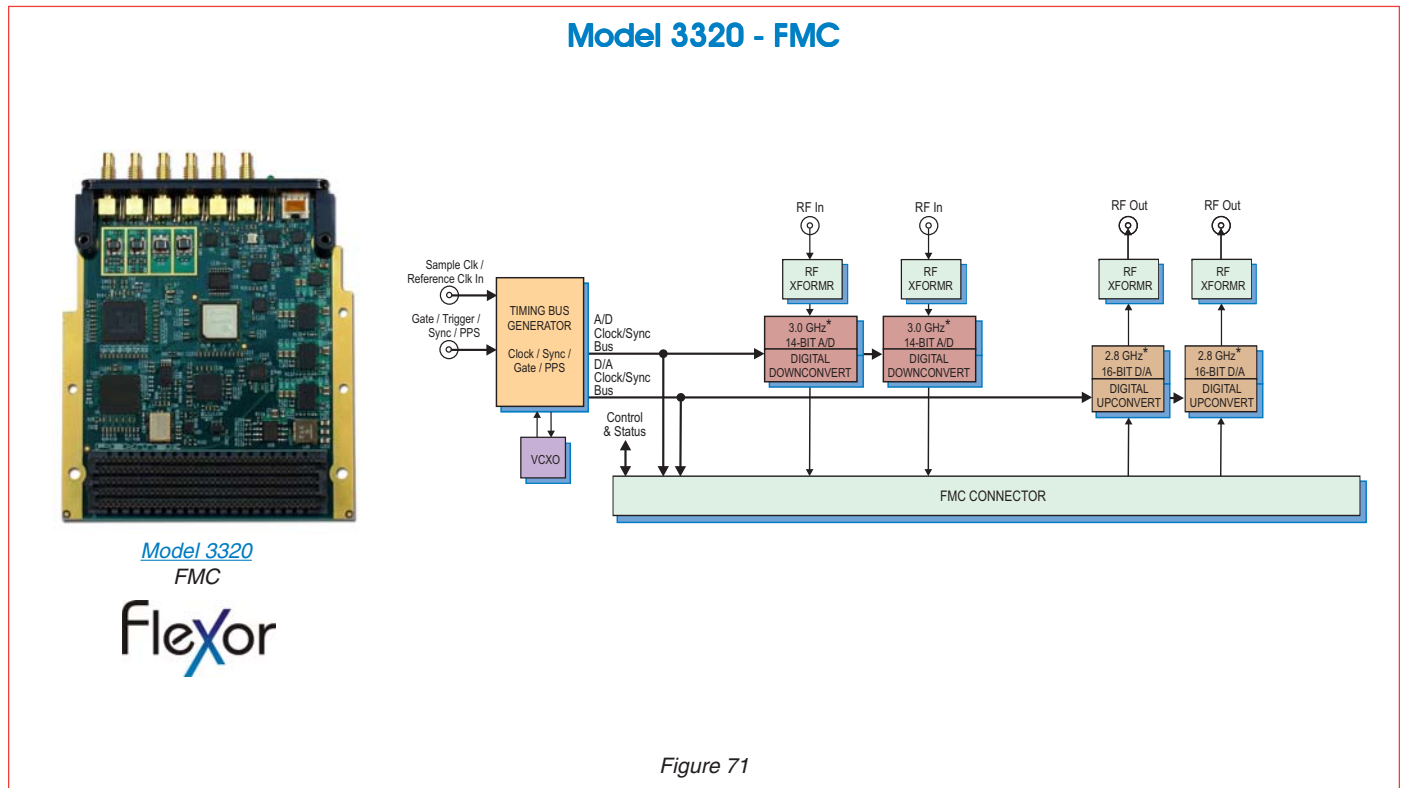 Model 3320 - FMC
Model 3320
FMC
Flexor
Sample Clk /
Reference Clk In
Gate / Trigger /
Sync / PPS
TIMING BUS
GENERATOR
Clock / Sync /
Gate / PPS
VCXO
A/D
Clock/Sync
Bus
D/A
Clock/Sync
Bus
Control
& Status
RF In
RF
XFORMR
3.0 GHz*
14-BIT A/D
DIGITAL
DOWNCONVERT
RF In
RF
XFORMR
3.0 GHz*
14-BIT A/D
DIGITAL
DOWNCONVERT
RF Out
RF
XFORMR
2.8 GHz*
16-BIT D/A
DIGITAL
UPCONVERT
RF Out
RF
XFORMR
2.8 GHz*
16-BIT D/A
DIGITAL
UPCONVERT
FMC CONNECTOR
Figure 71